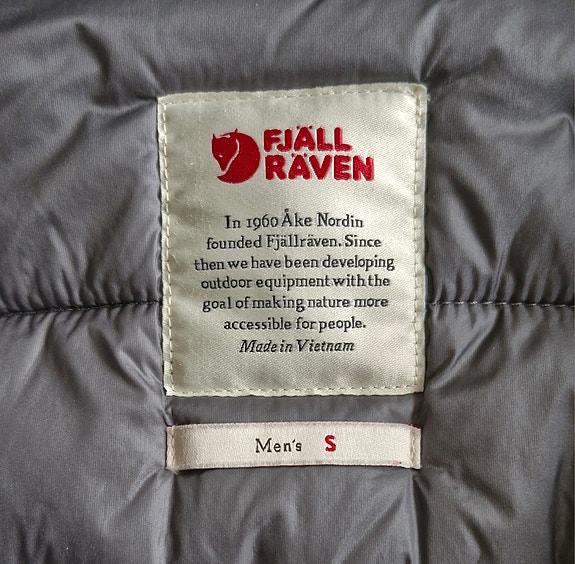 FJÄLL
RÄVEN
In 1960 Åke Nordin
founded Fjällräven. Since
then we have been developing
outdoor equipment with the
goal of making nature more
accessible for people.
Made in Vietnam
Men's S